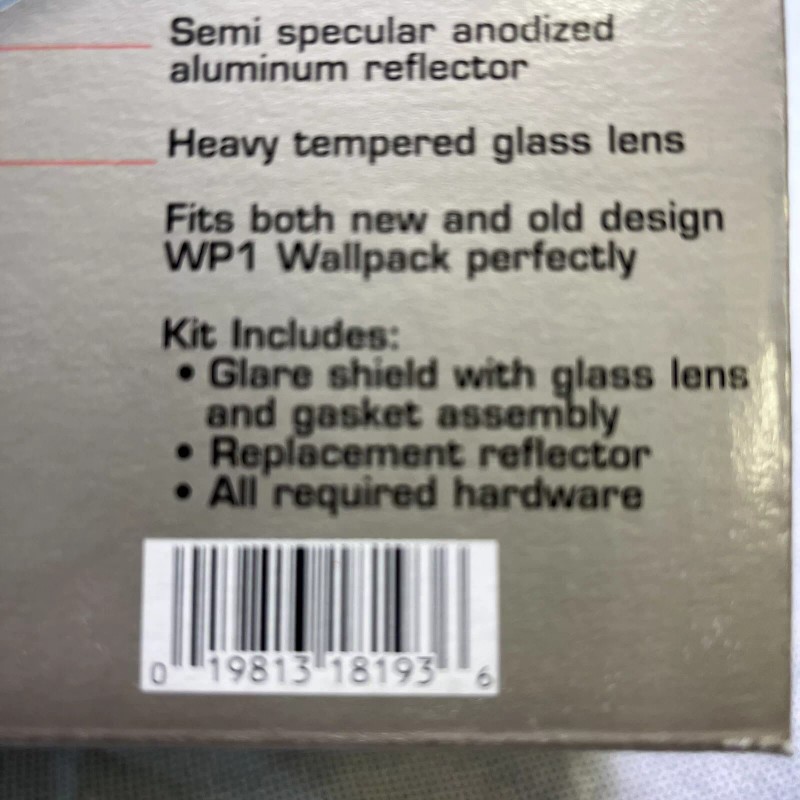 Semi specular anodized
aluminum reflector
Heavy tempered glass lens
Fits both new and old design
WP1 Wallpack perfectly
Kit Includes:
• Glare shield with glass lens
and gasket assembly
• Replacement reflector
• All required hardware
0 19813 18193 6